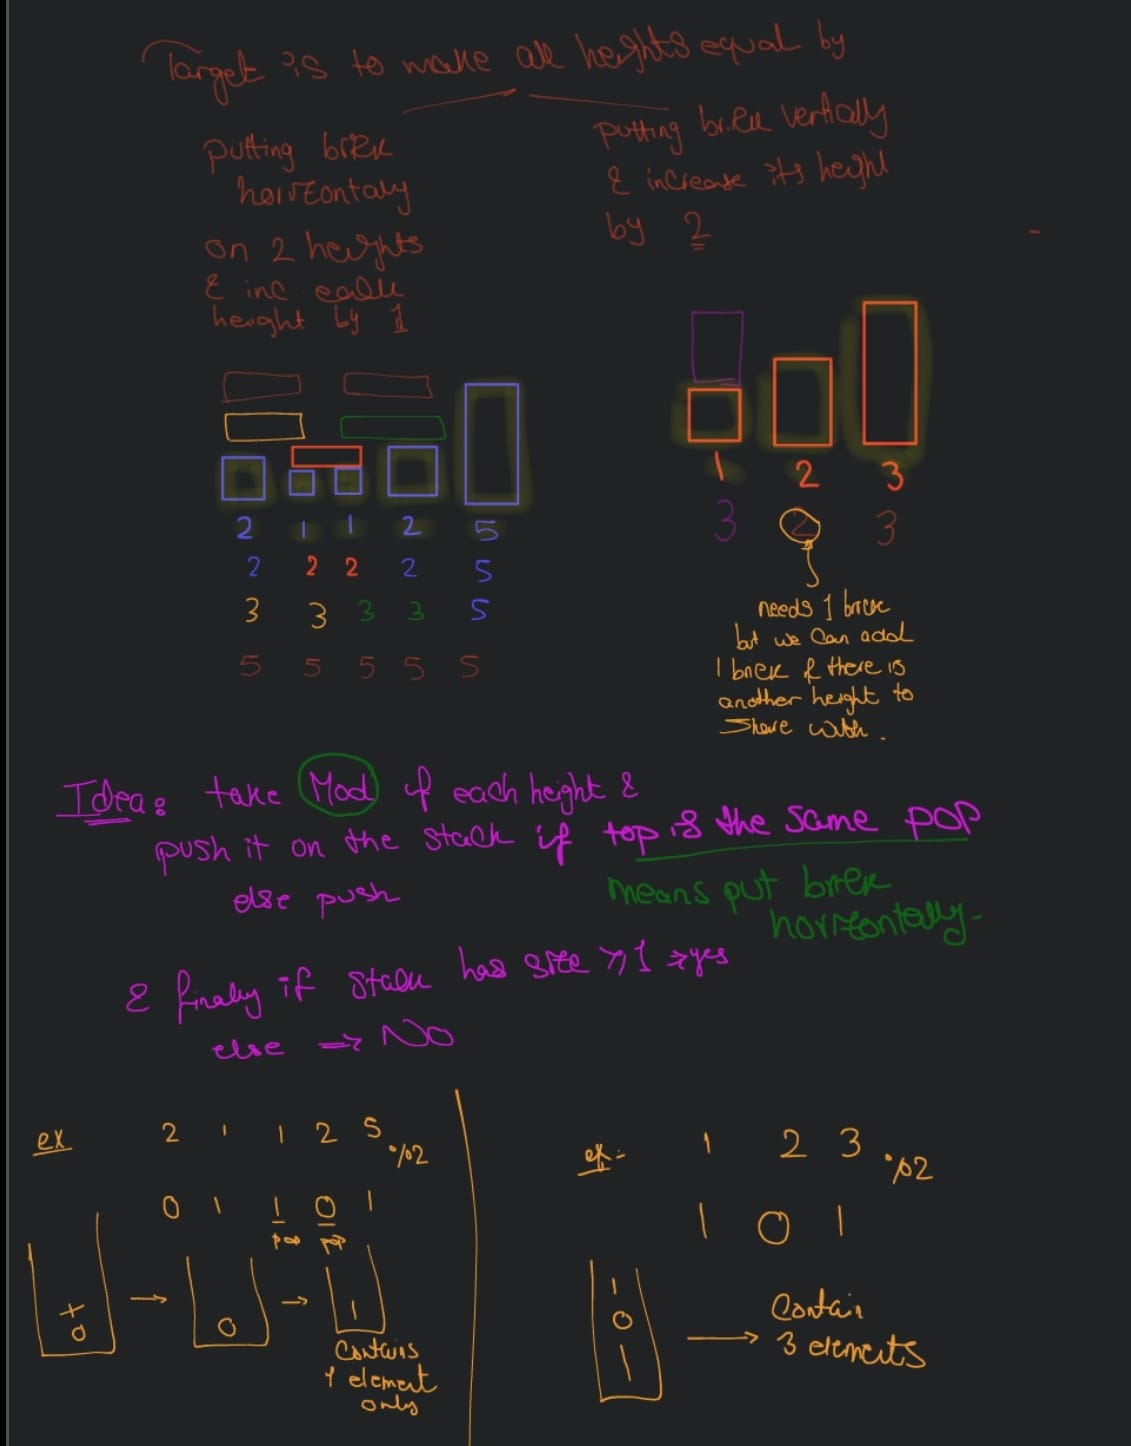 Target is to make all heights equal by
putting brick
horizontaly
on 2 heights
& inc. each
height by 1
putting brick vertically
& increase its height
by 2
2 1 1 2 5
2 2 2 2 5
3 3 3 3 5
5 5 5 5 5
1 2 3
3 2 3
needs 1 brick
but we can add
1 brick if there is
another height to
share with.
Idea: take Mod of each height &
push it on the stack if top is the same pop
else push
means put brick
horizontally-
& finaly if stack has size >, 1 => yes
else => No
ex 2 1 1 2 5 %2
0 1 1 0 1
pop pop
0
0
1
Contains
1 element
only
ex:- 1 2 3 %2
1 0 1
1
0
1
Contain
3 elements